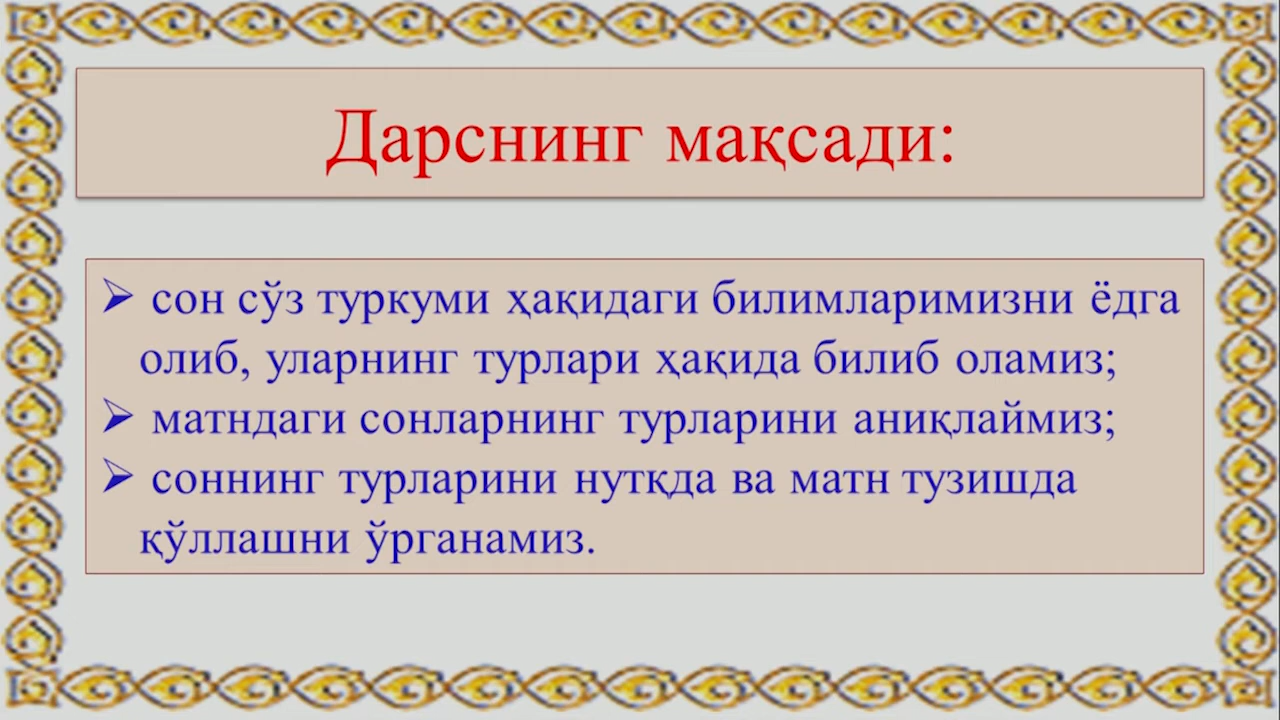 Дарснинг мақсади:
➢ сон сўз туркуми ҳақидаги билимларимизни ёдга
олиб, уларнинг турлари ҳақида билиб оламиз;
➢ матндаги сонларнинг турларини аниқлаймиз;
➢ соннинг турларини нутқда ва матн тузишда
қўллашни ўрганамиз.